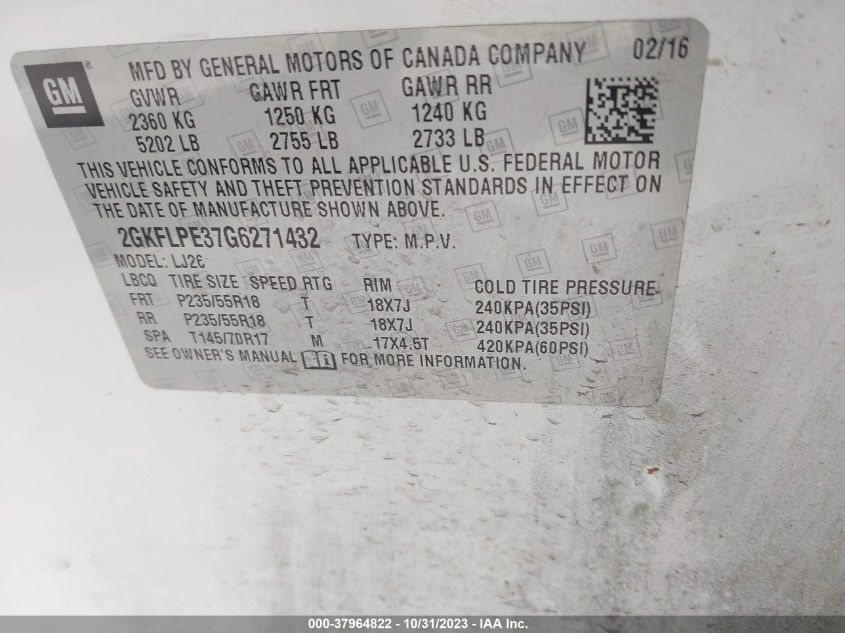 GM
MFD BY GENERAL MOTORS OF CANADA COMPANY 02/16
GVWR GAWR FRT GAWR RR
2360 KG 1250 KG 1240 KG
5202 LB 2755 LB 2733 LB
THIS VEHICLE CONFORMS TO ALL APPLICABLE U.S. FEDERAL MOTOR
VEHICLE SAFETY AND THEFT PREVENTION STANDARDS IN EFFECT ON
THE DATE OF MANUFACTURE SHOWN ABOVE.
2GKFLPE37G6271432 TYPE: M.P.V.
MODEL: LJ26
LBCQ TIRE SIZE SPEED RTG RIM COLD TIRE PRESSURE
FRT P235/55R18 T 18X7J 240KPA(35PSI)
RR P235/55R18 T 18X7J 240KPA(35PSI)
SPA T145/70R17 M 17X4.5T 420KPA(60PSI)
SEE OWNER'S MANUAL FOR MORE INFORMATION.
000-37964822 - 10/31/2023 - IAA Inc.